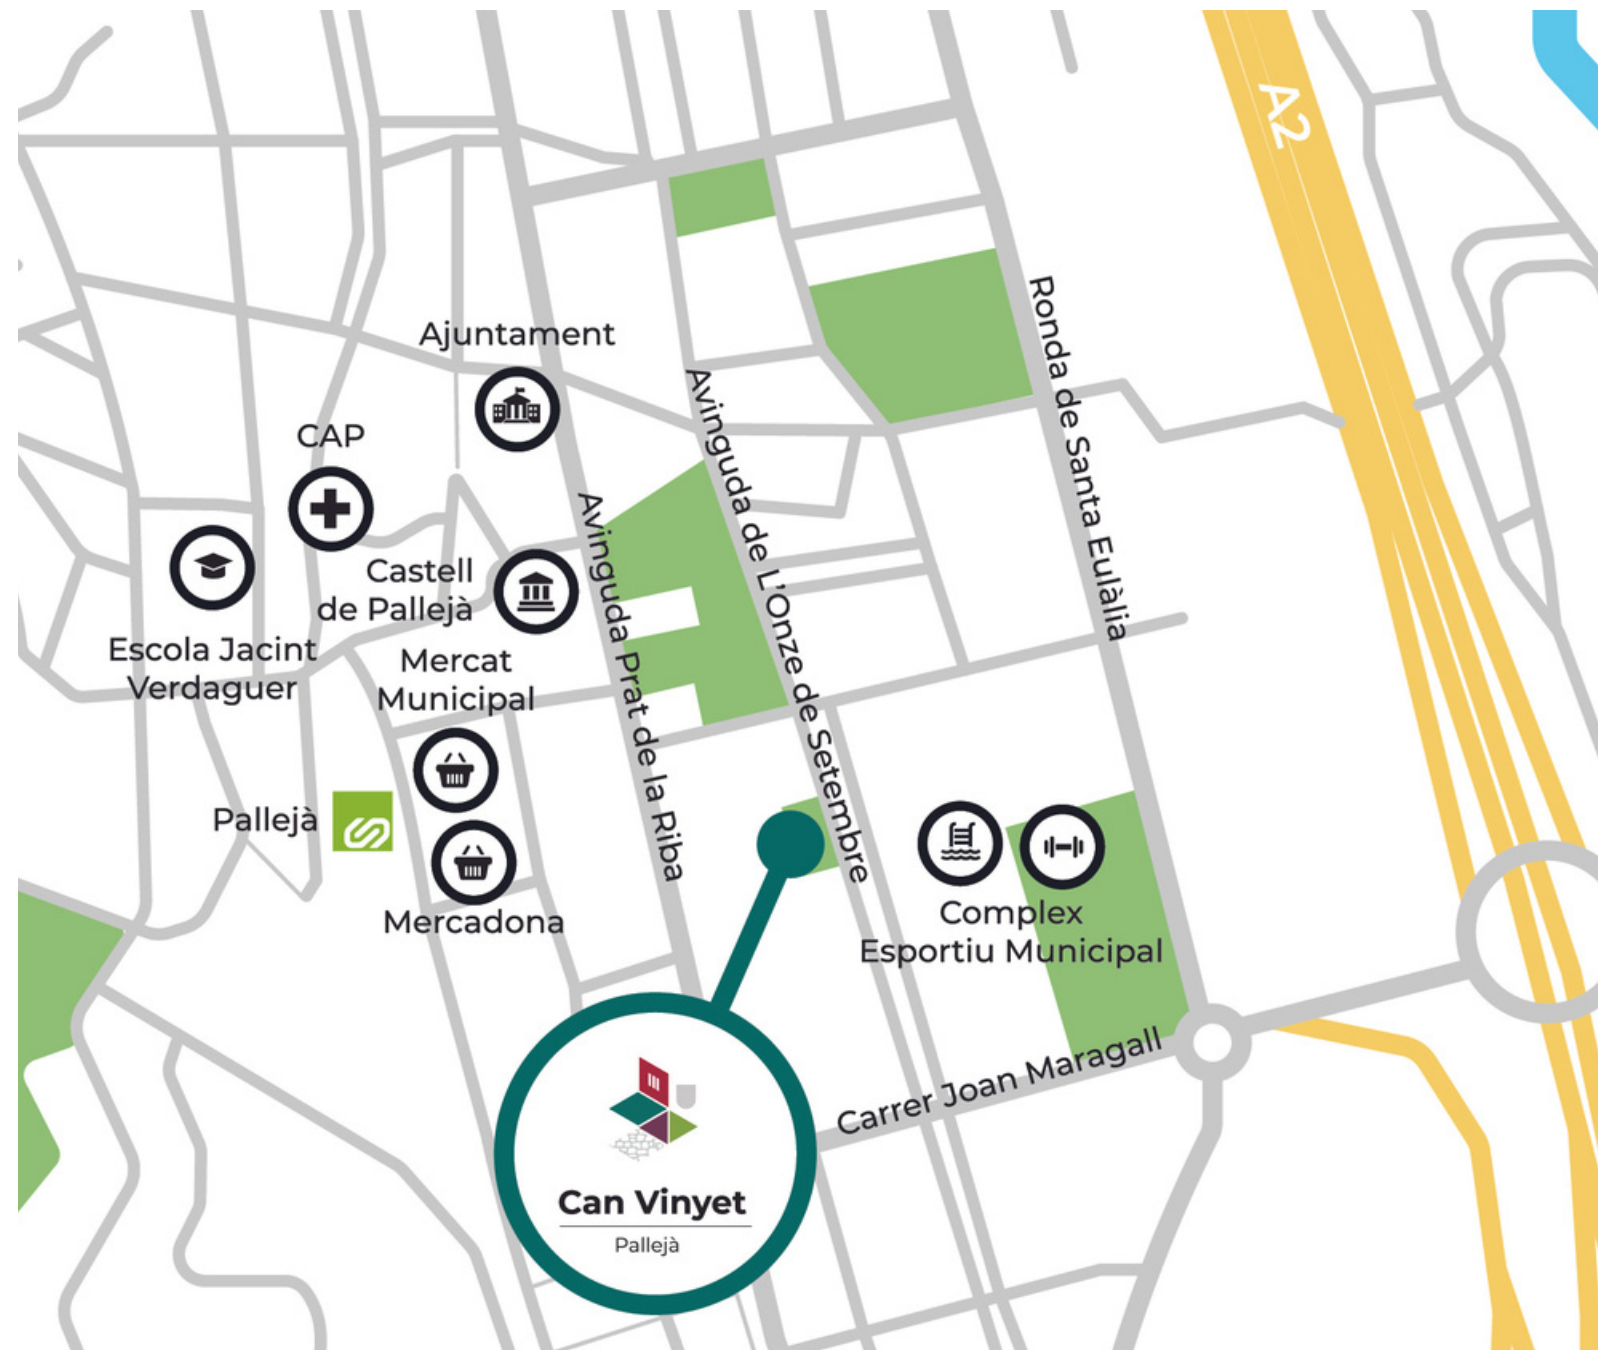 A2
Ronda de Santa Eulàlia
Ajuntament
Avinguda de L'Onze de Setembre
CAP
Avinguda Prat de la Riba
Castell
de Pallejà
Escola Jacint
Verdaguer
Mercat
Municipal
Pallejà
Mercadona
Complex
Esportiu Municipal
Carrer Joan Maragall
Can Vinyet
Pallejà